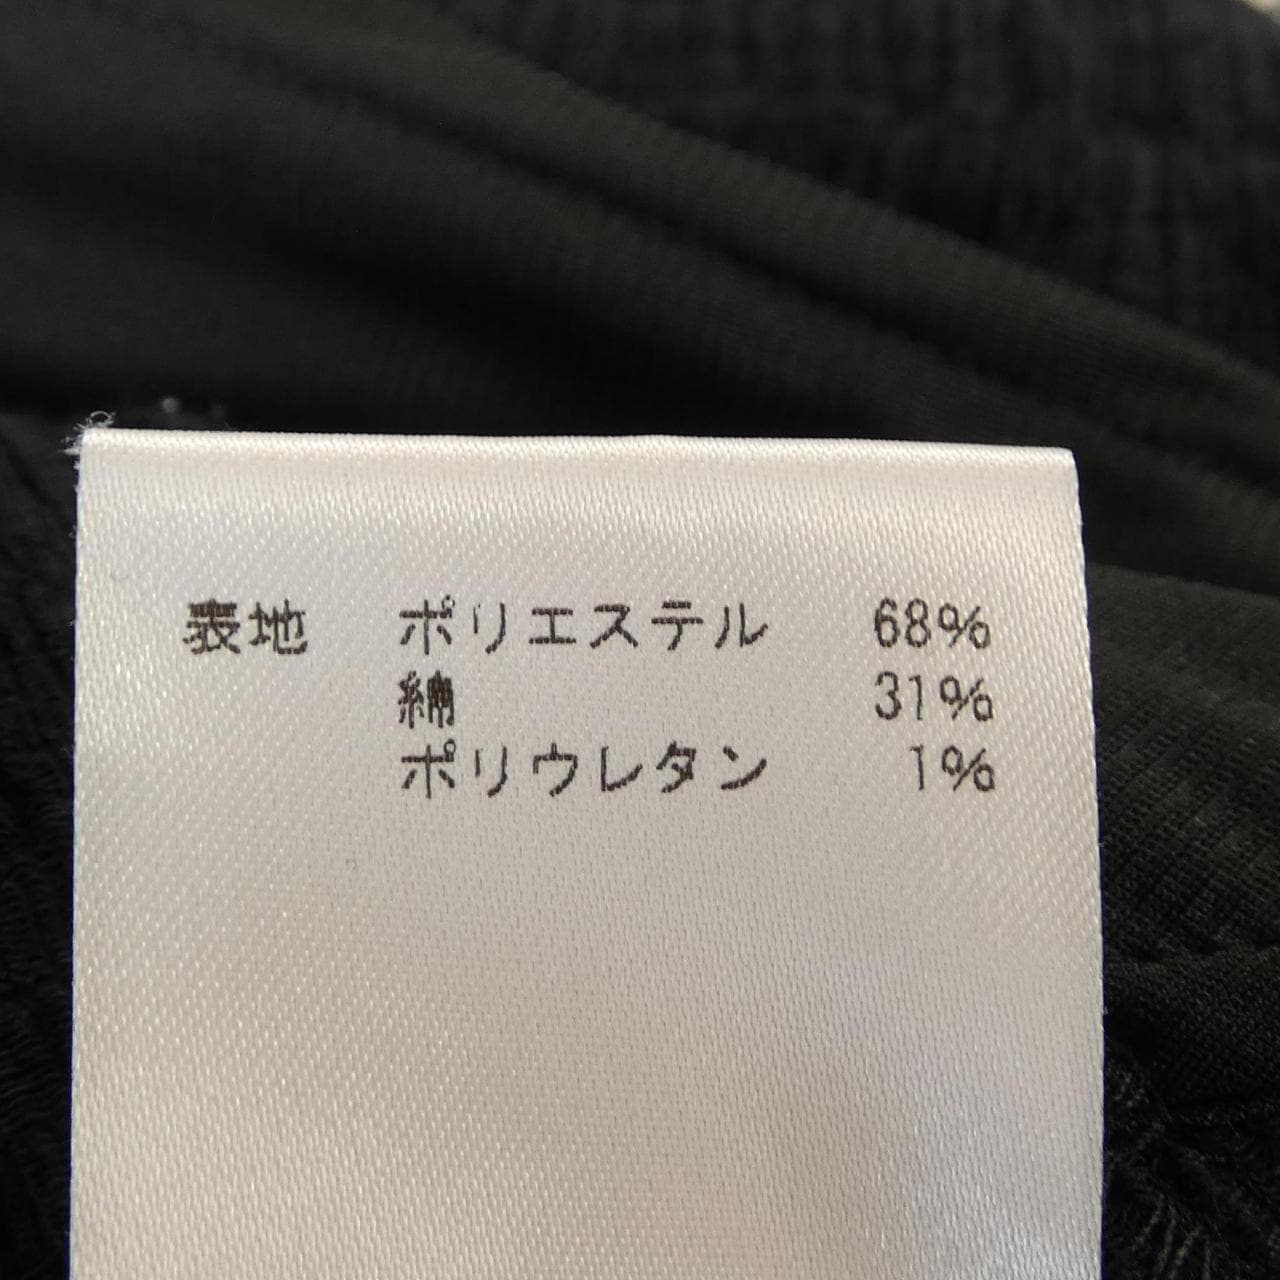 表地 ポリエステル 68%
綿 31%
ポリウレタン 1%